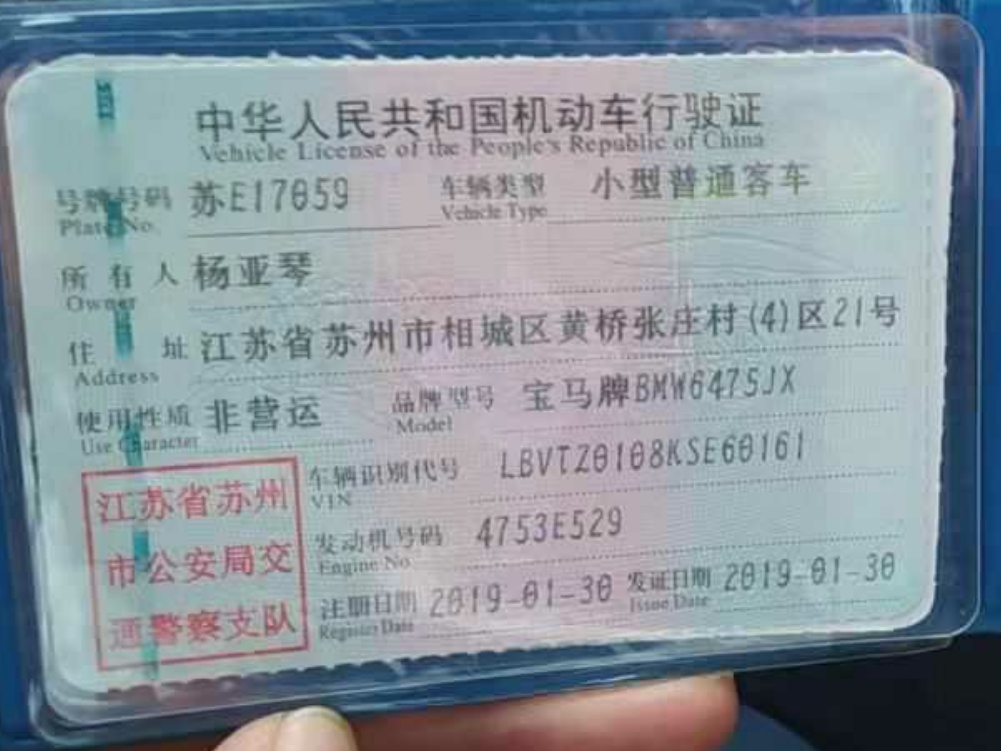 中华人民共和国机动车行驶证
Vehicle License of the People's Republic of China
号牌号码 苏E17059 车辆类型 小型普通客车
Plate No. Vehicle Type
所有人 杨亚琴
Owner
住址 江苏省苏州市相城区黄桥张庄村(4)区21号
Address
使用性质 非营运 品牌型号 宝马牌BMW6475JX
Use Character Model
车辆识别代号 LBVTZ0108KSE60161
VIN
发动机号码 4753E529
Engine No
注册日期 2019-01-30 发证日期 2019-01-30
Register Date Issue Date
江苏省苏州
市公安局交
通警察支队